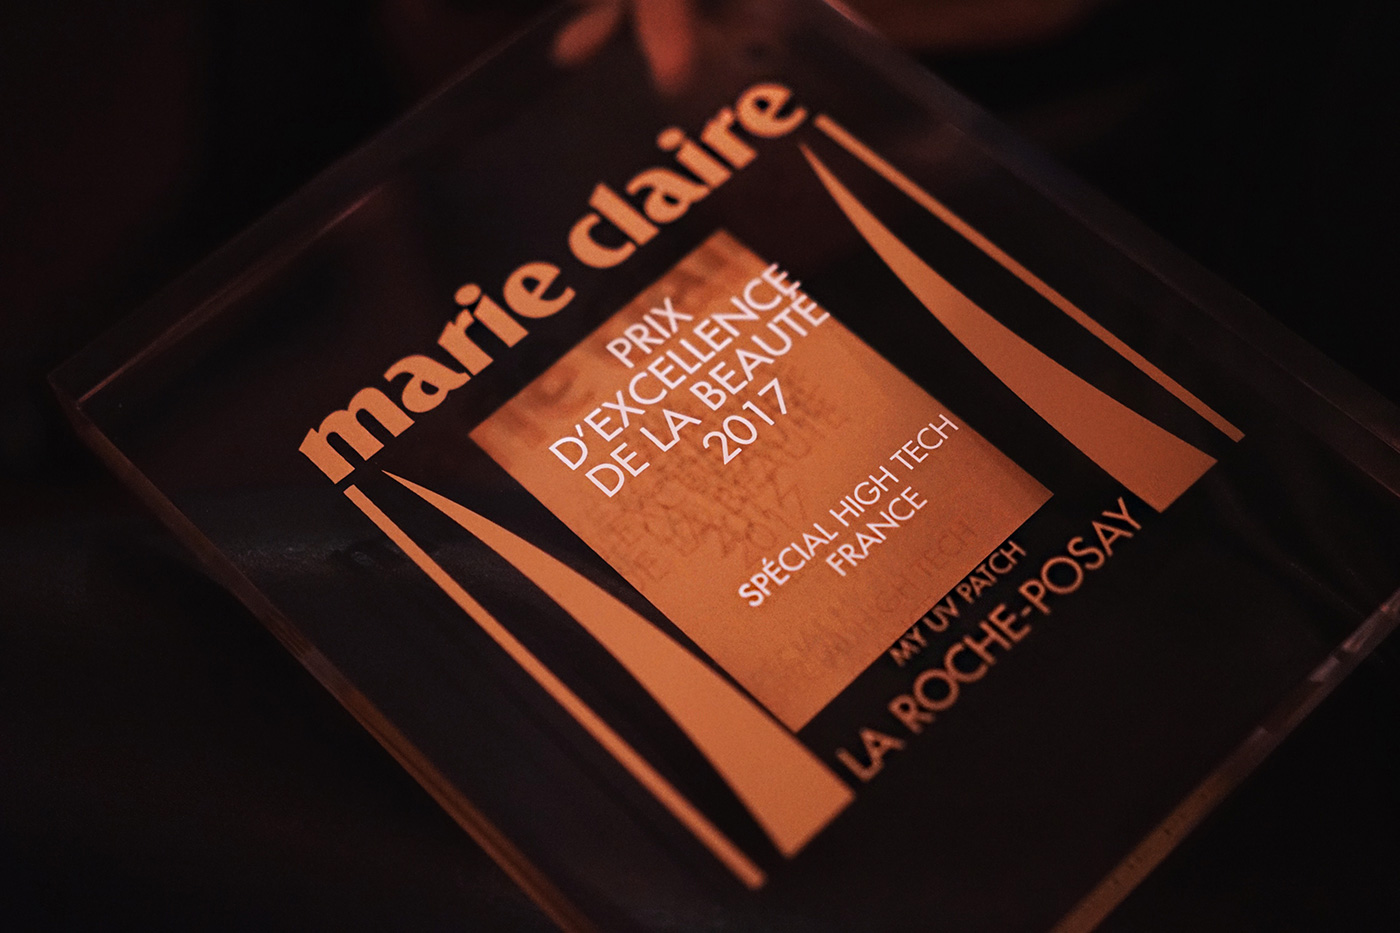 marie claire
PRIX
D'EXCELLENCE
DE LA BEAUTÉ
2017
SPÉCIAL HIGH TECH
FRANCE
MY UV PATCH
LA ROCHE-POSAY